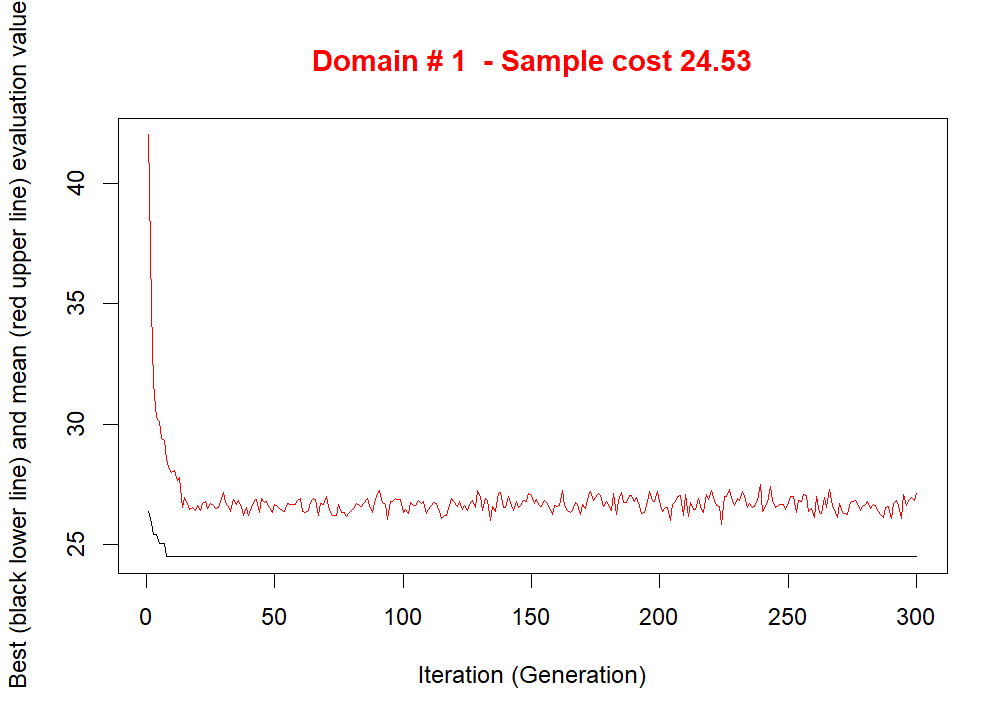 Domain # 1  - Sample cost 24.53
Best (black lower line) and mean (red upper line) evaluation value
40
35
30
25
0 50 100 150 200 250 300
Iteration (Generation)